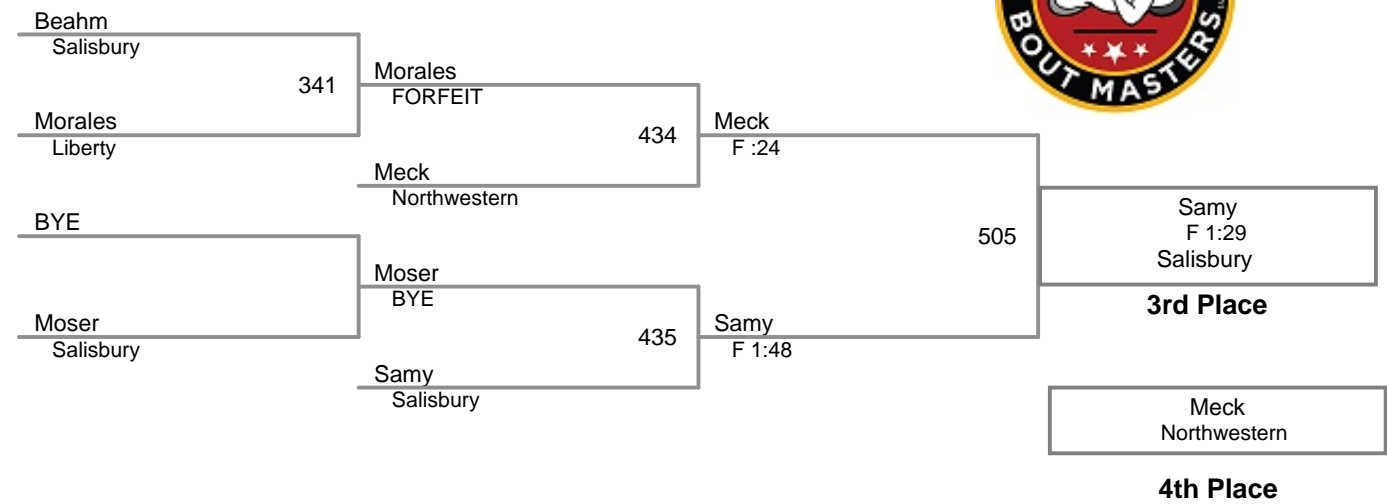 Beahm
Salisbury
341
Morales
Liberty
Morales
FORFEIT
434
Meck
Northwestern
Meck
F :24
BYE
Moser
Salisbury
Moser
BYE
435
Samy
Salisbury
Samy
F 1:48
505
Samy
F 1:29
Salisbury
3rd Place
Meck
Northwestern
4th Place
BOUT MASTERS